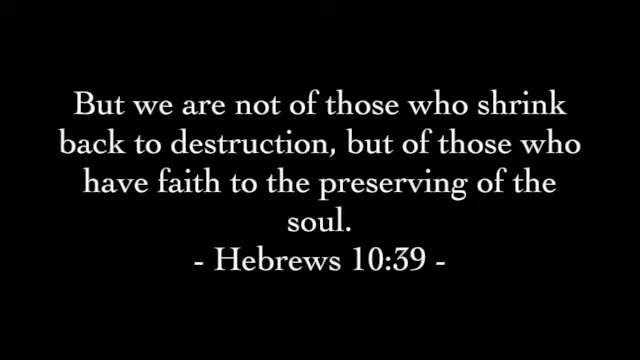 But we are not of those who shrink
back to destruction, but of those who
have faith to the preserving of the
soul.
- Hebrews 10:39 -